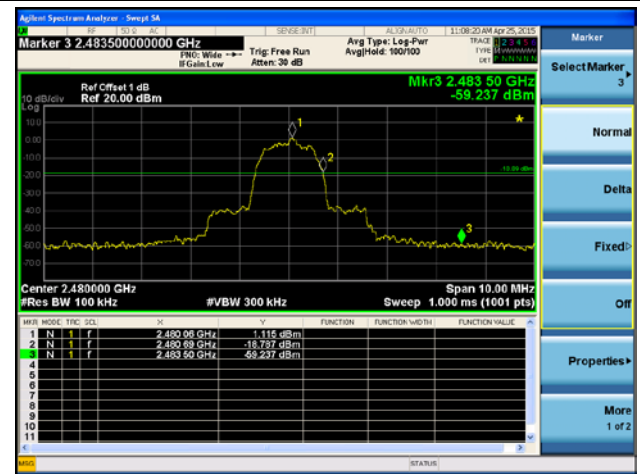 Agilent Spectrum Analyzer - Swept SA
RF 50 Ω AC SENSE:INT ALIGNAUTO 11:08:20 AM Apr 25, 2015
Marker 3 2.483500000000 GHz
PNO: Wide Trig: Free Run
IFGain:Low Atten: 30 dB
Avg Type: Log-Pwr
Avg|Hold: 100/100
TRACE 1 2 3 4 5 6
TYPE
DET P N N N N N
Ref Offset 1 dB
10 dB/div Ref 20.00 dBm
Log
Mkr3 2.483 50 GHz
-59.237 dBm
10.0
0.00
-10.0
-20.0
-30.0
-40.0
-50.0
-60.0
-70.0
1
2
3
Center 2.480000 GHz Span 10.00 MHz
#Res BW 100 kHz #VBW 300 kHz Sweep 1.000 ms (1001 pts)
MKR MODE TRC SCL X Y FUNCTION FUNCTION WIDTH FUNCTION VALUE
1 N 1 f 2.480 06 GHz 1.115 dBm
2 N 1 f 2.480 69 GHz -18.787 dBm
3 N 1 f 2.483 50 GHz -59.237 dBm
4
5
6
7
8
9
10
11
MSG STATUS
Marker
Select Marker
3
Normal
Delta
Fixed
Off
Properties
More
1 of 2